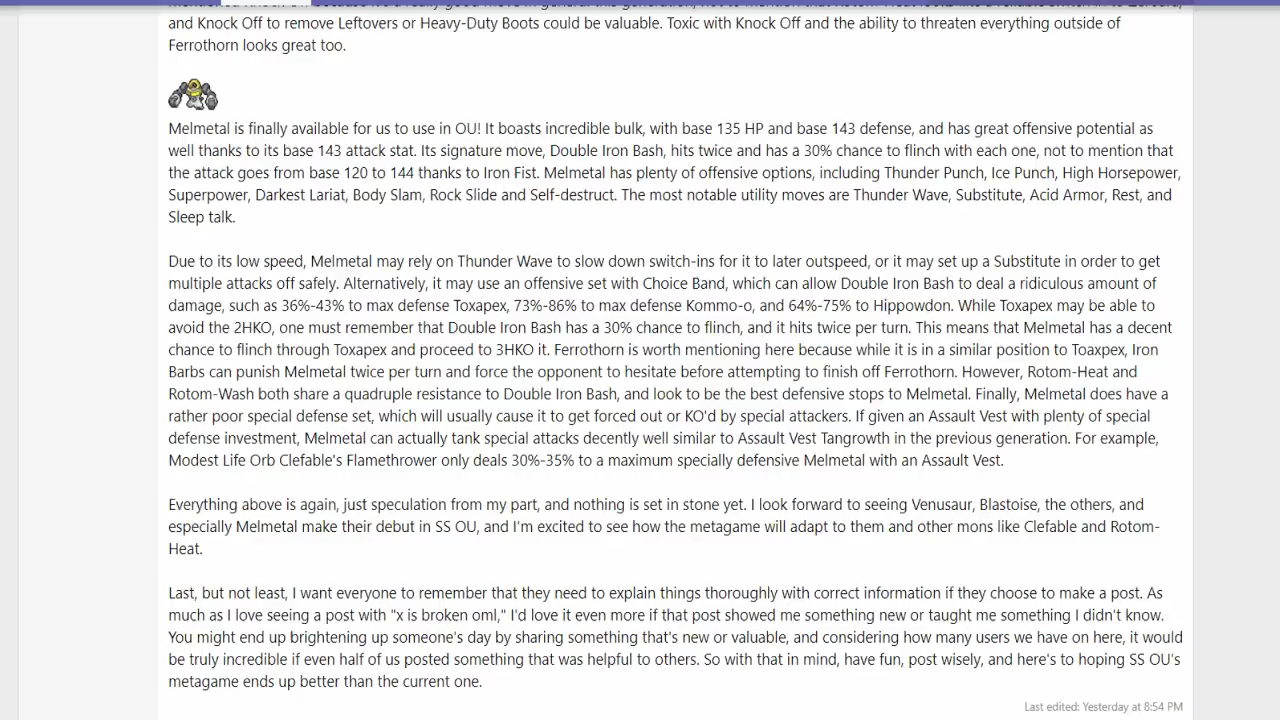 and Knock Off to remove Leftovers or Heavy-Duty Boots could be valuable. Toxic with Knock Off and the ability to threaten everything outside of
Ferrothorn looks great too.
Melmetal is finally available for us to use in OU! It boasts incredible bulk, with base 135 HP and base 143 defense, and has great offensive potential as
well thanks to its base 143 attack stat. Its signature move, Double Iron Bash, hits twice and has a 30% chance to flinch with each one, not to mention that
the attack goes from base 120 to 144 thanks to Iron Fist. Melmetal has plenty of offensive options, including Thunder Punch, Ice Punch, High Horsepower,
Superpower, Darkest Lariat, Body Slam, Rock Slide and Self-destruct. The most notable utility moves are Thunder Wave, Substitute, Acid Armor, Rest, and
Sleep talk.
Due to its low speed, Melmetal may rely on Thunder Wave to slow down switch-ins for it to later outspeed, or it may set up a Substitute in order to get
multiple attacks off safely. Alternatively, it may use an offensive set with Choice Band, which can allow Double Iron Bash to deal a ridiculous amount of
damage, such as 36%-43% to max defense Toxapex, 73%-86% to max defense Kommo-o, and 64%-75% to Hippowdon. While Toxapex may be able to
avoid the 2HKO, one must remember that Double Iron Bash has a 30% chance to flinch, and it hits twice per turn. This means that Melmetal has a decent
chance to flinch through Toxapex and proceed to 3HKO it. Ferrothorn is worth mentioning here because while it is in a similar position to Toaxpex, Iron
Barbs can punish Melmetal twice per turn and force the opponent to hesitate before attempting to finish off Ferrothorn. However, Rotom-Heat and
Rotom-Wash both share a quadruple resistance to Double Iron Bash, and look to be the best defensive stops to Melmetal. Finally, Melmetal does have a
rather poor special defense set, which will usually cause it to get forced out or KO'd by special attackers. If given an Assault Vest with plenty of special
defense investment, Melmetal can actually tank special attacks decently well similar to Assault Vest Tangrowth in the previous generation. For example,
Modest Life Orb Clefable's Flamethrower only deals 30%-35% to a maximum specially defensive Melmetal with an Assault Vest.
Everything above is again, just speculation from my part, and nothing is set in stone yet. I look forward to seeing Venusaur, Blastoise, the others, and
especially Melmetal make their debut in SS OU, and I'm excited to see how the metagame will adapt to them and other mons like Clefable and Rotom-
Heat.
Last, but not least, I want everyone to remember that they need to explain things thoroughly with correct information if they choose to make a post. As
much as I love seeing a post with "x is broken oml," I'd love it even more if that post showed me something new or taught me something I didn't know.
You might end up brightening up someone's day by sharing something that's new or valuable, and considering how many users we have on here, it would
be truly incredible if even half of us posted something that was helpful to others. So with that in mind, have fun, post wisely, and here's to hoping SS OU's
metagame ends up better than the current one.
Last edited: Yesterday at 8:54 PM